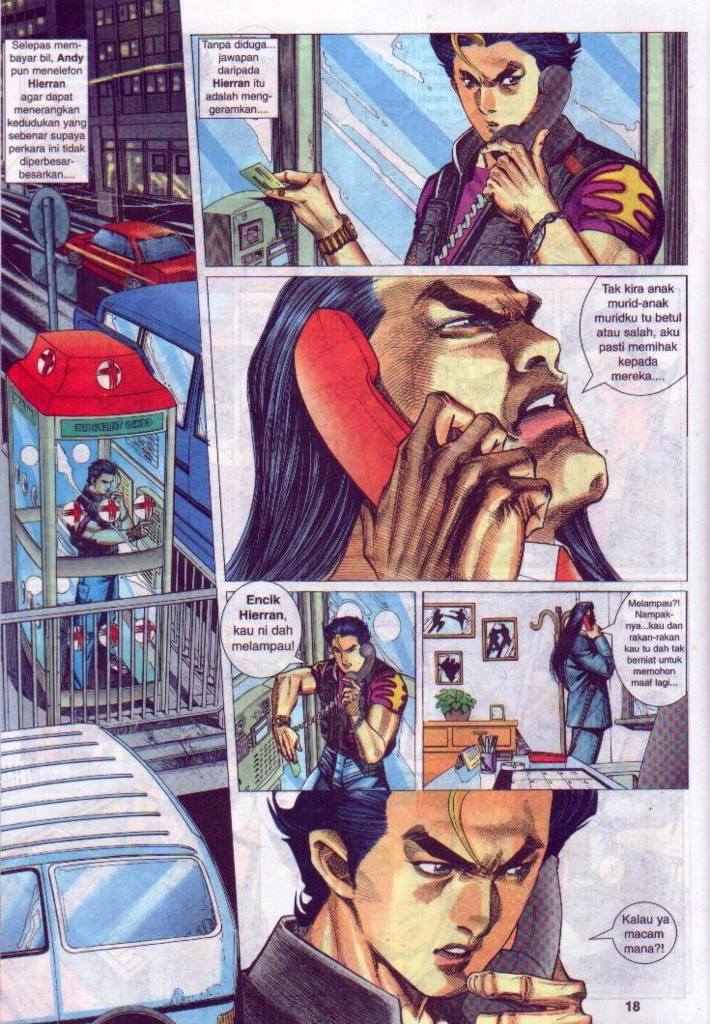 Selepas mem-
bayar bil, Andy
pun menelefon
Hierran
agar dapat
menerangkan
kedudukan yang
sebenar supaya
perkara ini tidak
diperbesar-
besarkan....
Tanpa diduga...
jawapan
daripada
Hierran itu
adalah meng-
geramkan....
Tak kira anak
murid-anak
muridku tu betul
atau salah, aku
pasti memihak
kepada
mereka....
Encik
Hierran,
kau ni dah
melampau!
Melampau?!
Nampak-
nya...kau dan
rakan-rakan
kau tu dah tak
berniat untuk
memohon
maaf lagi...
Kalau ya
macam
mana?!
18